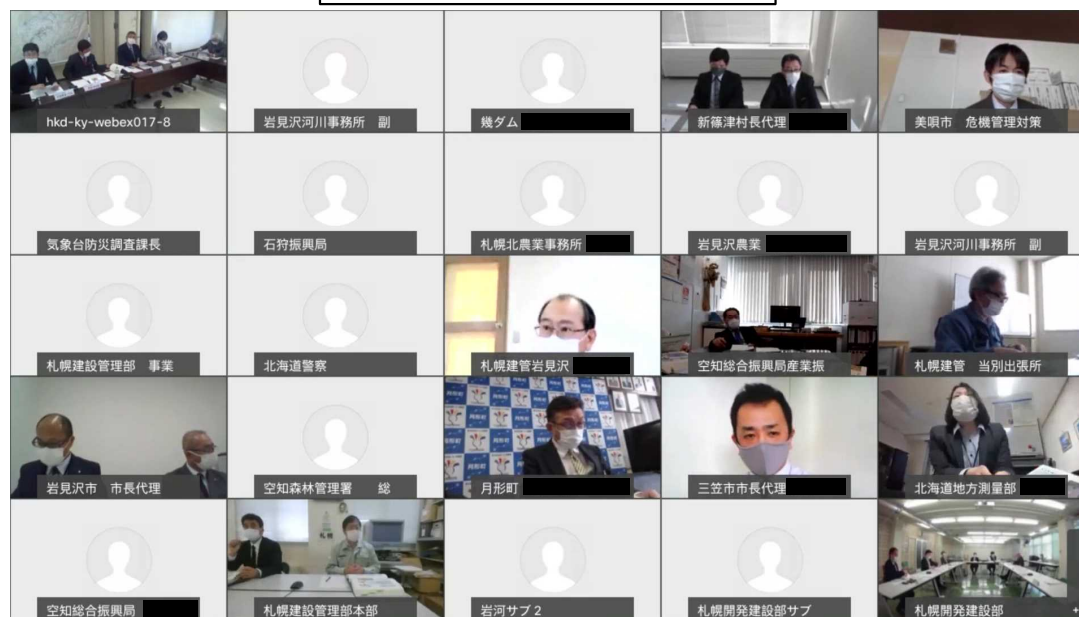 hkd-ky-webex017-8
岩見沢河川事務所　副
幾ダム
新篠津村長代理
美唄市　危機管理対策
気象台防災調査課長
石狩振興局
札幌北農業事務所
岩見沢農業
岩見沢河川事務所　副
札幌建設管理部　事業
北海道警察
札幌建管岩見沢
空知総合振興局産業振
札幌建管　当別出張所
岩見沢市　市長代理
空知森林管理署　　総
月形町
三笠市市長代理
北海道地方測量部
空知総合振興局
札幌建設管理部本部
岩河サブ２
札幌開発建設部サブ
札幌開発建設部
+